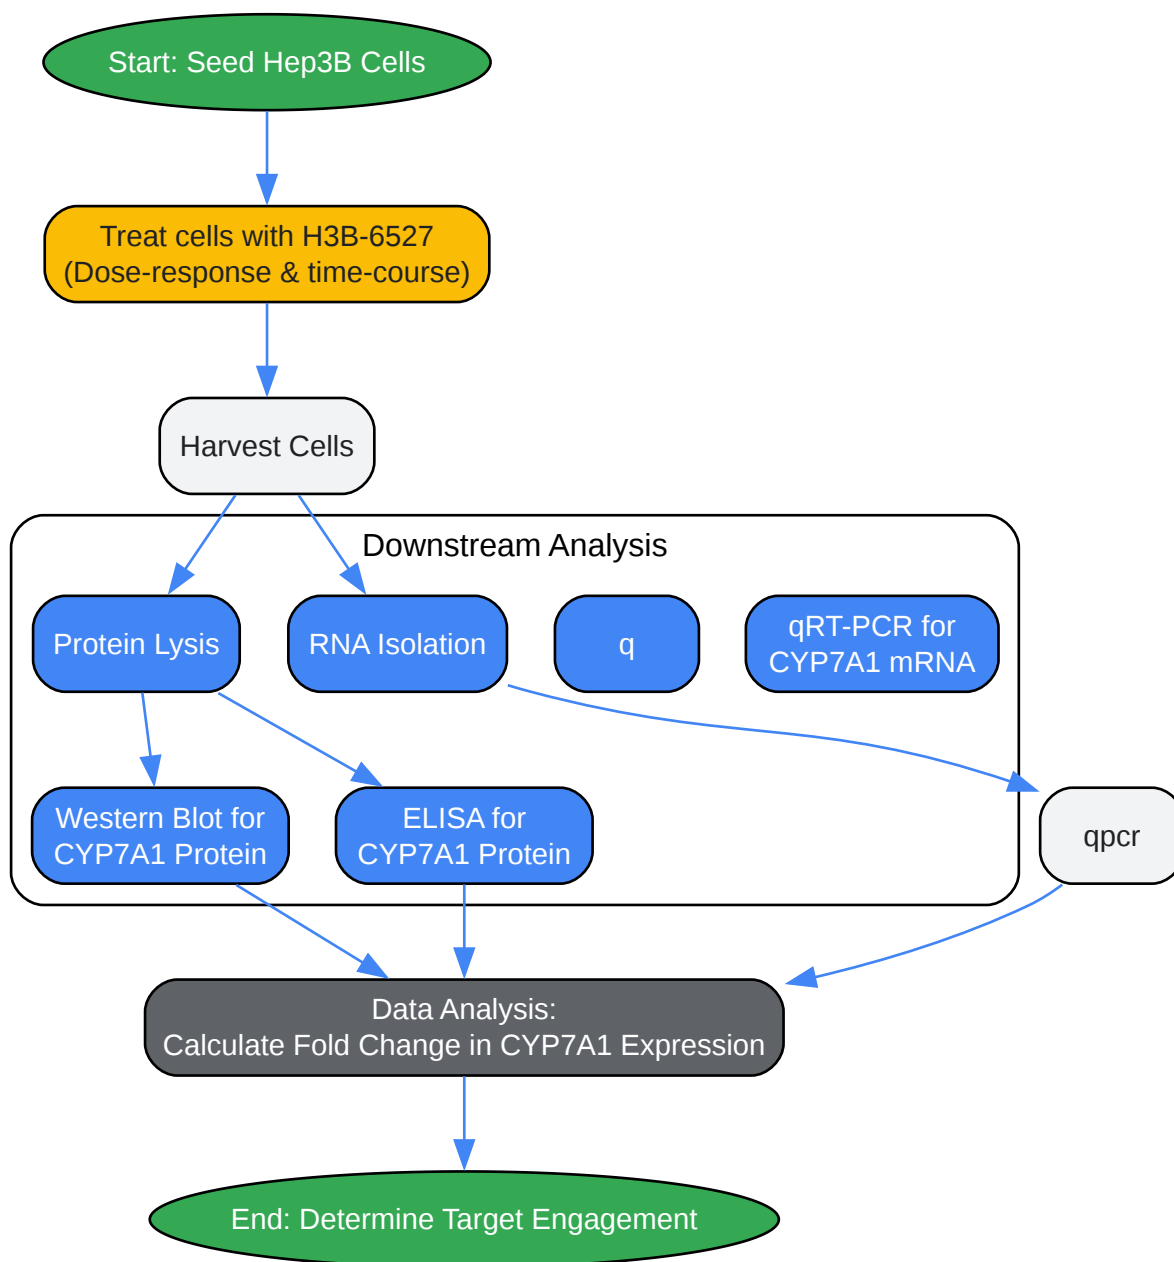 Start: Seed Hep3B Cells
Treat cells with H3B-6527
(Dose-response & time-course)
Harvest Cells
Downstream Analysis
Protein Lysis
RNA Isolation
q
qRT-PCR for
CYP7A1 mRNA
Western Blot for
CYP7A1 Protein
ELISA for
CYP7A1 Protein
qpcr
Data Analysis:
Calculate Fold Change in CYP7A1 Expression
End: Determine Target Engagement